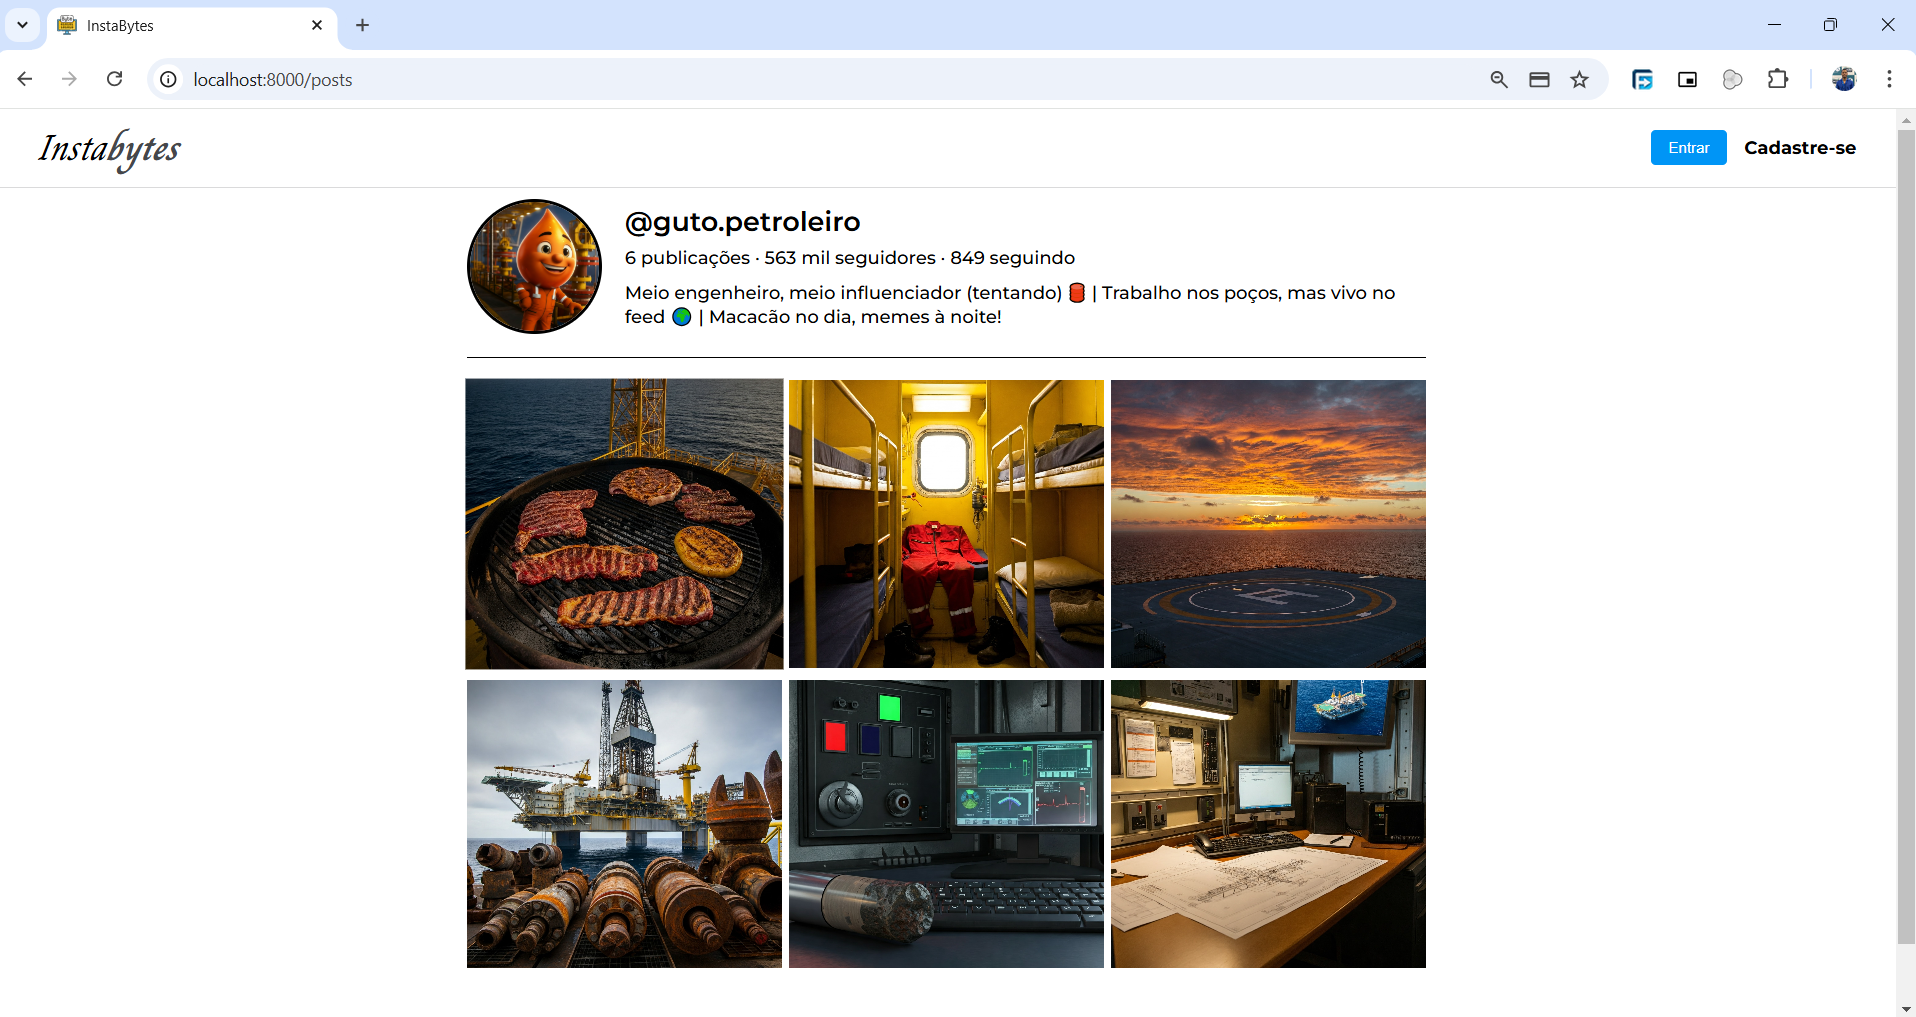 InstaBytes
localhost:8000/posts
Instabytes
Entrar
Cadastre-se
@guto.petroleiro
6 publicações · 563 mil seguidores · 849 seguindo
Meio engenheiro, meio influenciador (tentando) 🛢️ | Trabalho nos poços, mas vivo no
feed 🌍 | Macacão no dia, memes à noite!